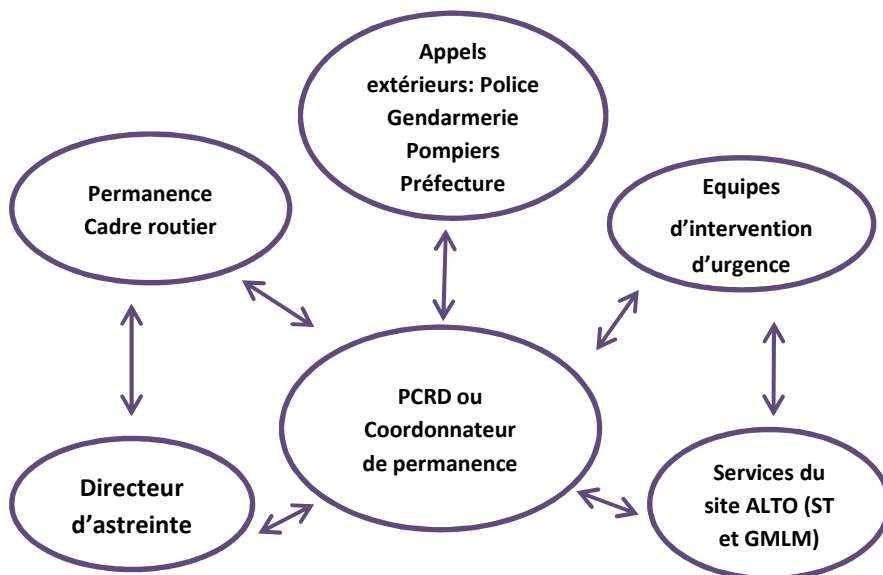 Appels
extérieurs: Police
Gendarmerie
Pompiers
Préfecture
Permanence
Cadre routier
Equipes
d’intervention
d’urgence
PCRD ou
Coordonnateur
de permanence
Directeur
d’astreinte
Services du
site ALTO (ST
et GMLM)